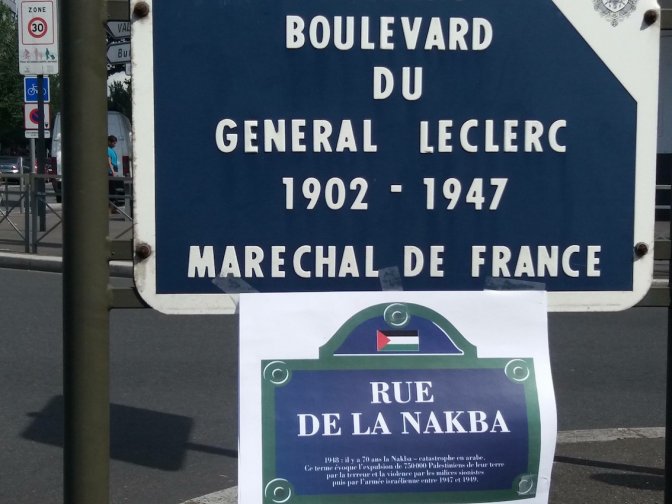 ZONE
30
BOULEVARD
DU
GENERAL LECLERC
1902 - 1947
MARECHAL DE FRANCE
RUE
DE LA NAKBA
1948 : il y a 70 ans la Nakba – catastrophe en arabe.
Ce terme évoque l'expulsion de 750 000 Palestiniens de leur terre
par la terreur et la violence par les milices sionistes
puis par l'armée israélienne entre 1947 et 1949.